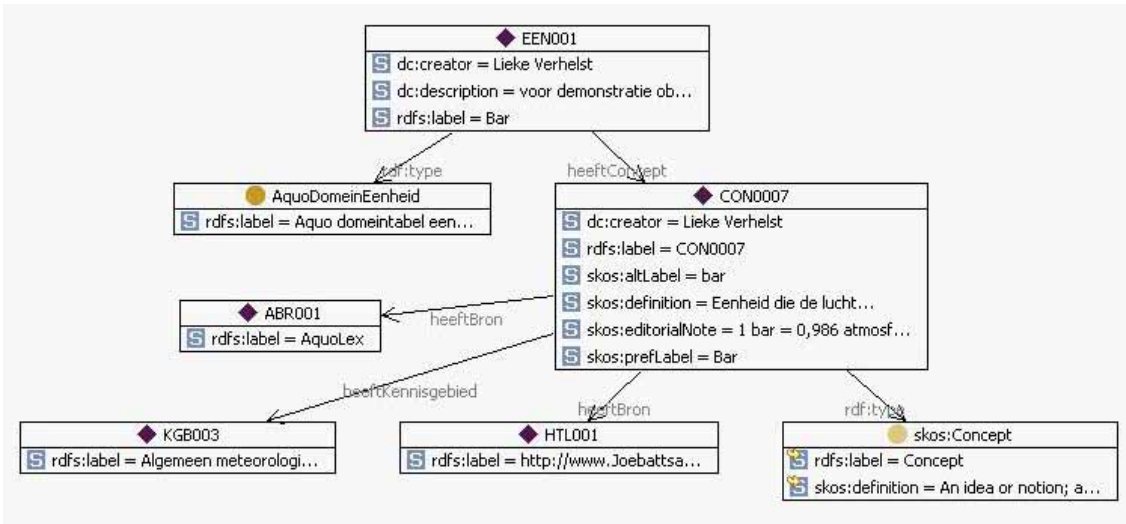 EEN001
dc:creator = Lieke Verhelst
dc:description = voor demonstratie ob...
rdfs:label = Bar
rdf:type
heeftConcept
AquoDomeinEenheid
rdfs:label = Aquo domeintabel een...
CON0007
dc:creator = Lieke Verhelst
rdfs:label = CON0007
skos:altLabel = bar
skos:definition = Eenheid die de lucht...
skos:editorialNote = 1 bar = 0,986 atmosf...
skos:prefLabel = Bar
ABR001
rdfs:label = AquoLex
heeftBron
heeftKennisgebied
heeftBron
rdf:type
KGB003
rdfs:label = Algemeen meteorologi...
HTL001
rdfs:label = http://www.Joebattsa...
skos:Concept
rdfs:label = Concept
skos:definition = An idea or notion; a...